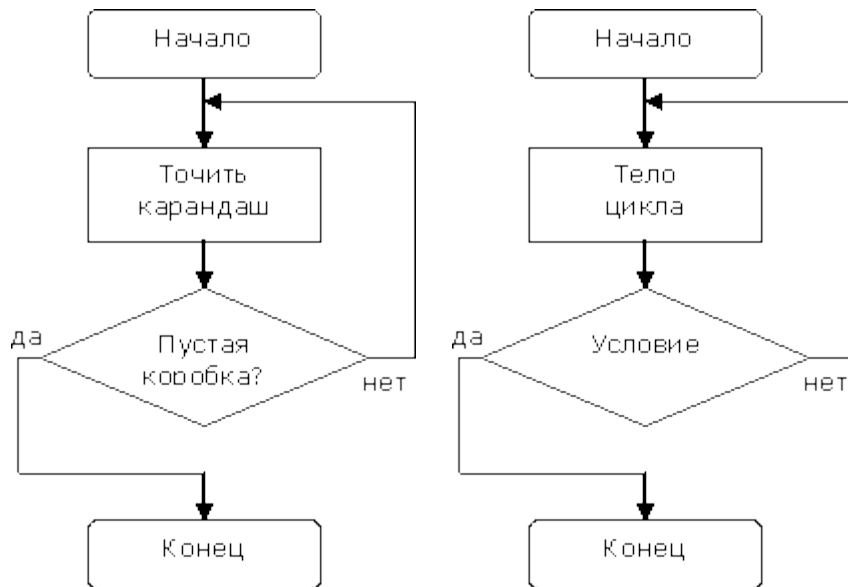 Начало
Точить
карандаш
да
Пустая
коробка?
нет
Конец
Начало
Тело
цикла
да
Условие
нет
Конец